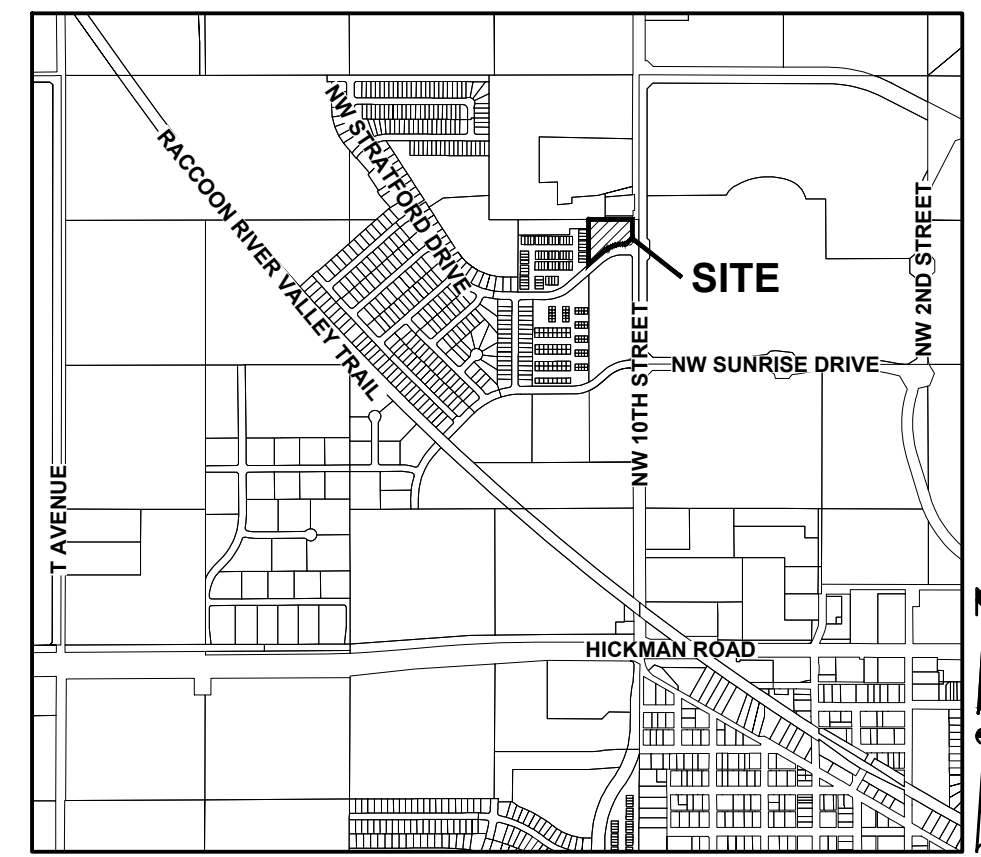 NW STRATFORD DRIVE
RACCOON RIVER VALLEY TRAIL
NW 2ND STREET
SITE
NW 10TH STREET
NW SUNRISE DRIVE
T AVENUE
HICKMAN ROAD